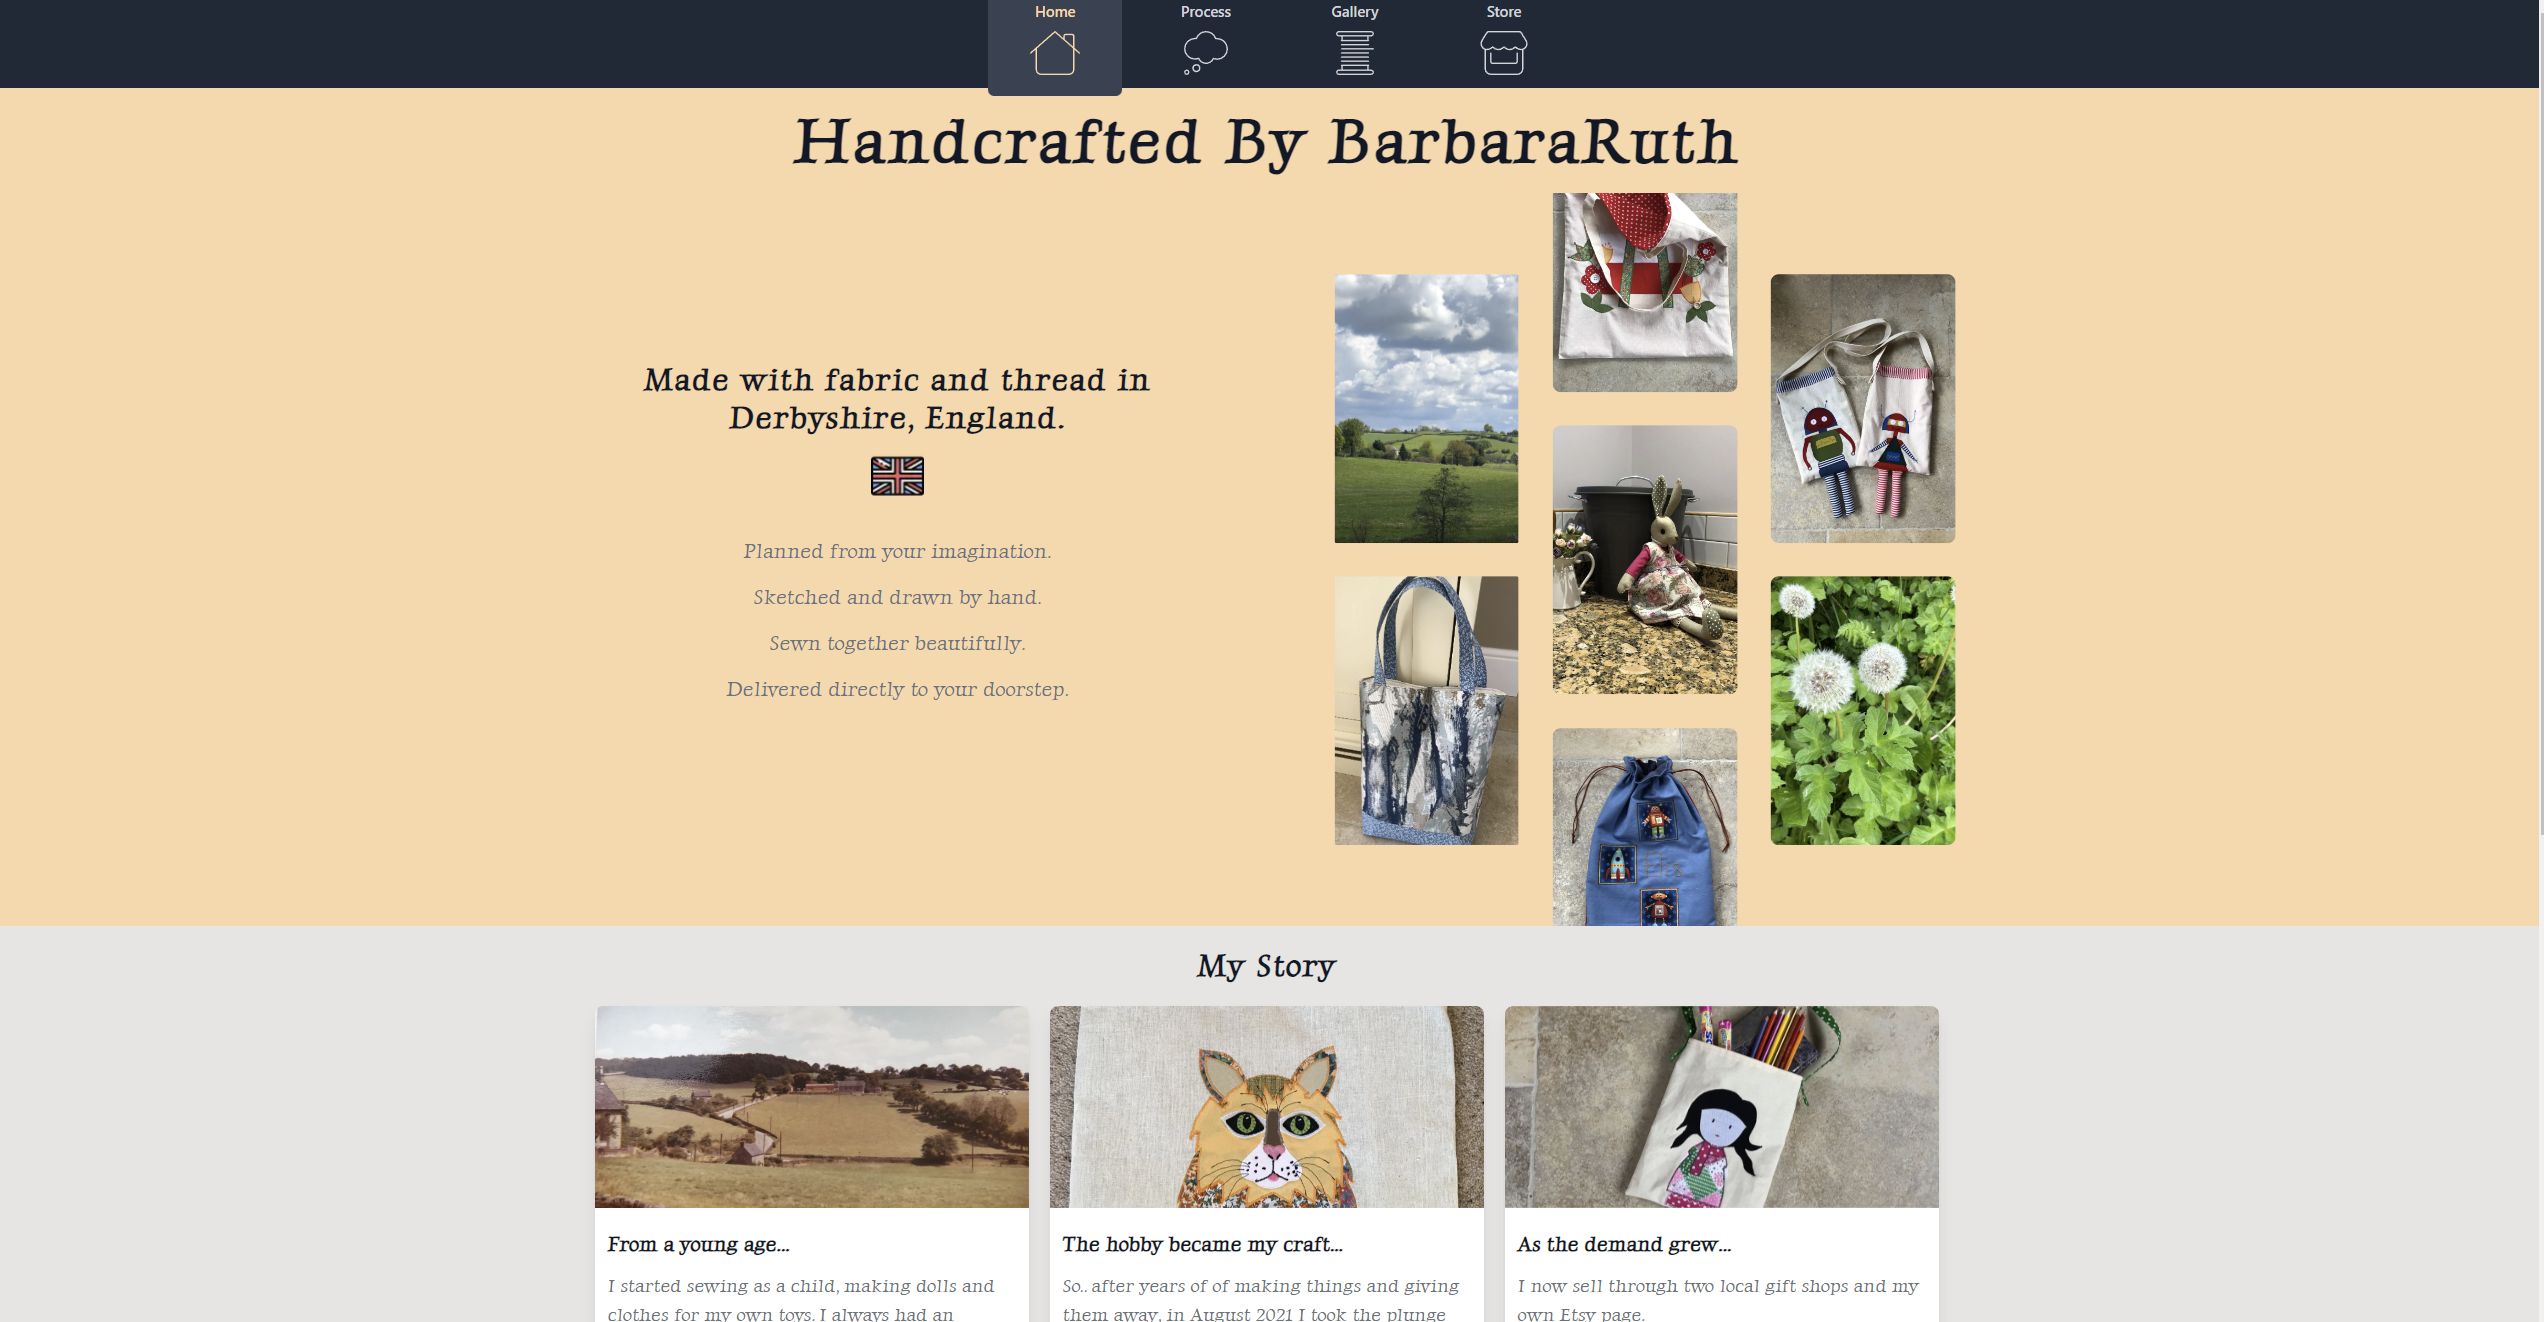 Home
Process
Gallery
Store
Handcrafted By BarbaraRuth
Made with fabric and thread in
Derbyshire, England.
Planned from your imagination.
Sketched and drawn by hand.
Sewn together beautifully.
Delivered directly to your doorstep.
My Story
From a young age...
I started sewing as a child, making dolls and
clothes for my own toys. I always had an
The hobby became my craft...
So.. after years of of making things and giving
them away, in August 2021 I took the plunge
As the demand grew...
I now sell through two local gift shops and my
own Etsy page.